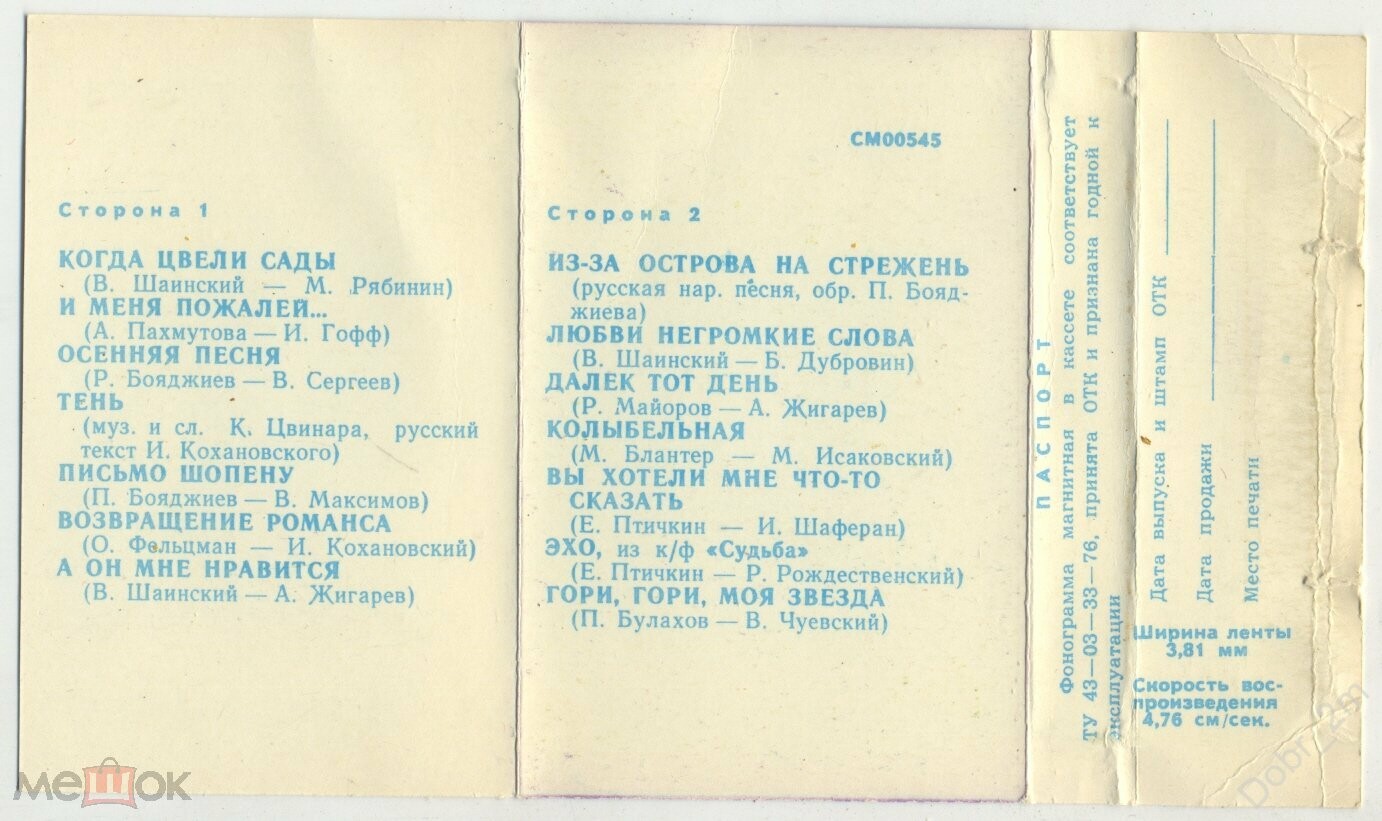 Сторона 1
КОГДА ЦВЕЛИ САДЫ
(В. Шаинский — М. Рябинин)
И МЕНЯ ПОЖАЛЕЙ...
(А. Пахмутова — И. Гофф)
ОСЕННЯЯ ПЕСНЯ
(Р. Бояджиев — В. Сергеев)
ТЕНЬ
(муз. и сл. К. Цвинара, русский
текст И. Кохановского)
ПИСЬМО ШОПЕНУ
(П. Бояджиев — В. Максимов)
ВОЗВРАЩЕНИЕ РОМАНСА
(О. Фельцман — И. Кохановский)
А ОН МНЕ НРАВИТСЯ
(В. Шаинский — А. Жигарев)
СМ00545
Сторона 2
ИЗ-ЗА ОСТРОВА НА СТРЕЖЕНЬ
(русская нар. песня, обр. П. Бояд-
жиева)
ЛЮБВИ НЕГРОМКИЕ СЛОВА
(В. Шаинский — Б. Дубровин)
ДАЛЕК ТОТ ДЕНЬ
(Р. Майоров — А. Жигарев)
КОЛЫБЕЛЬНАЯ
(М. Блантер — М. Исаковский)
ВЫ ХОТЕЛИ МНЕ ЧТО-ТО
СКАЗАТЬ
(Е. Птичкин — И. Шаферан)
ЭХО, из к/ф «Судьба»
(Е. Птичкин — Р. Рождественский)
ГОРИ, ГОРИ, МОЯ ЗВЕЗДА
(П. Булахов — В. Чуевский)
ПАСПОРТ
Фонограмма магнитная в кассете соответствует
ТУ 43—03—33—76, принята ОТК и признана годной к
эксплуатации
Дата выпуска и штамп ОТК
Дата продажи
Место печати
Ширина ленты
3,81 мм
Скорость вос-
произведения
4,76 см/сек.
мешок
Dobr_2m